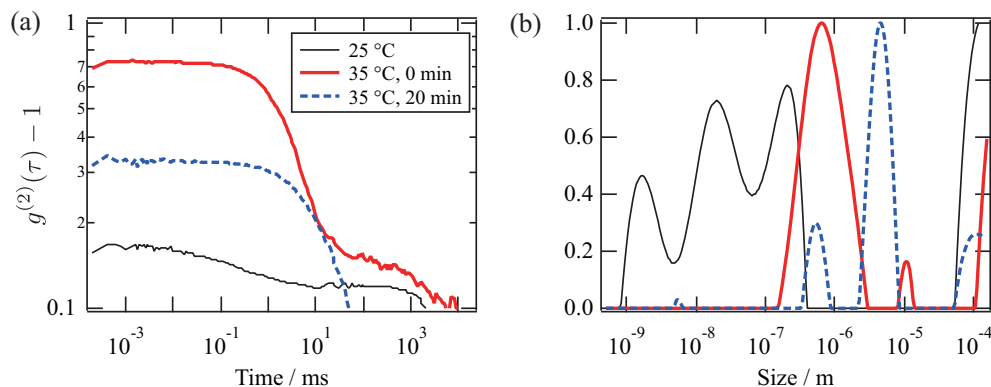 (a)
1
7
6
5
4
3
2
0.1
g^{(2)}(τ) − 1
25 °C
35 °C, 0 min
35 °C, 20 min
10^{-3} 10^{-1} 10^{1} 10^{3}
Time / ms
(b)
1.0
0.8
0.6
0.4
0.2
0.0
10^{-9} 10^{-8} 10^{-7} 10^{-6} 10^{-5} 10^{-4}
Size / m